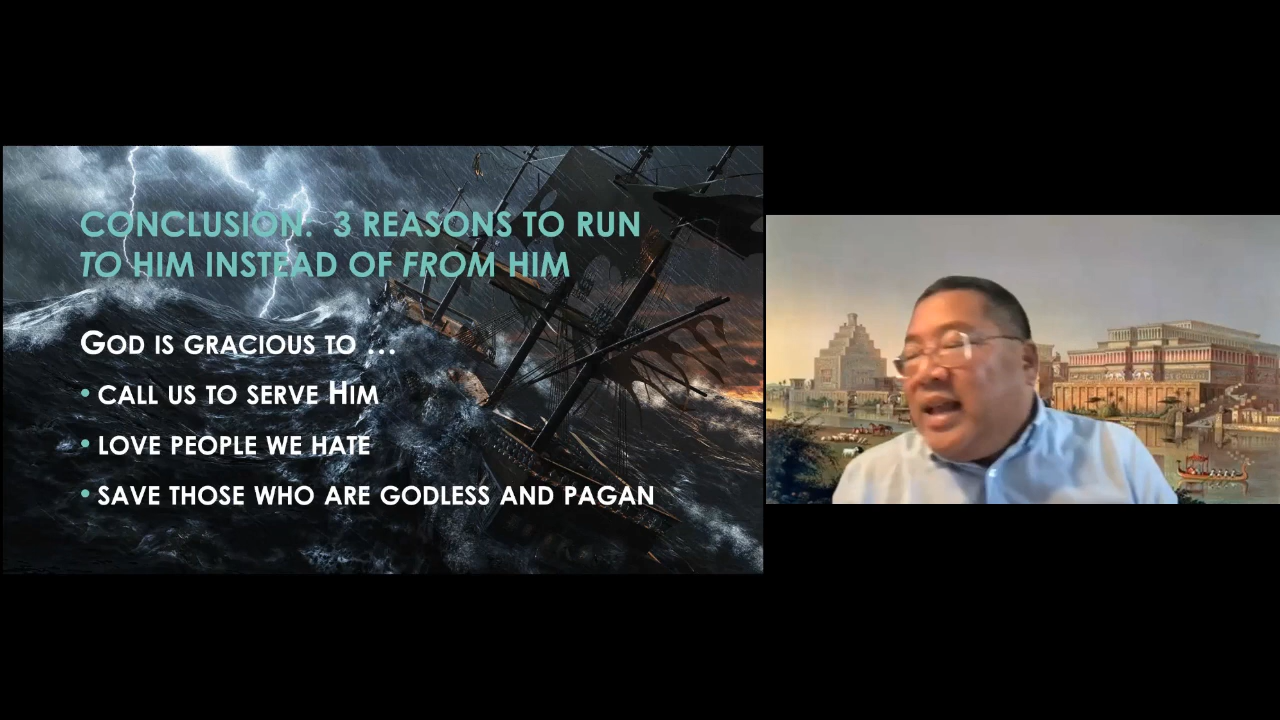 CONCLUSION: 3 REASONS TO RUN
TO HIM INSTEAD OF FROM HIM
GOD IS GRACIOUS TO …
• CALL US TO SERVE HIM
• LOVE PEOPLE WE HATE
• SAVE THOSE WHO ARE GODLESS AND PAGAN